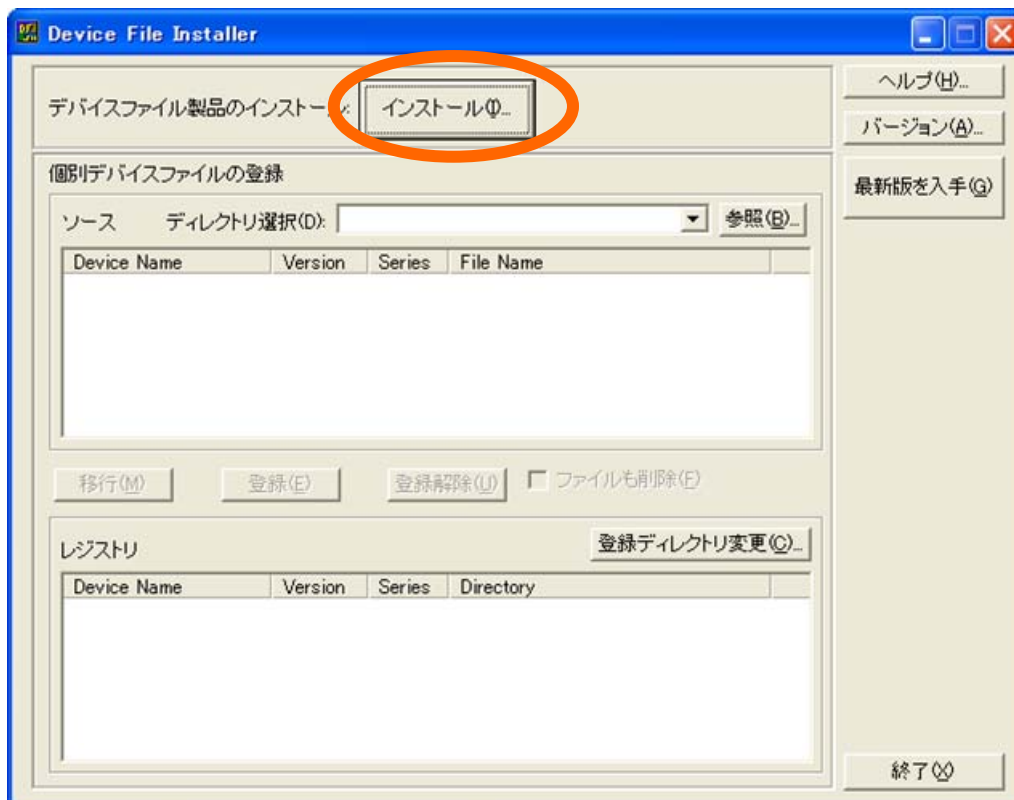 Device File Installer
デバイスファイル製品のインストール: インストール(I)...
ヘルプ(H)...
バージョン(A)...
最新版を入手(G)
個別デバイスファイルの登録
ソース ディレクトリ選択(D): 参照(B)...
Device Name Version Series File Name
移行(M) 登録(E) 登録解除(U) ファイルも削除(F)
レジストリ 登録ディレクトリ変更(C)...
Device Name Version Series Directory
終了(X)